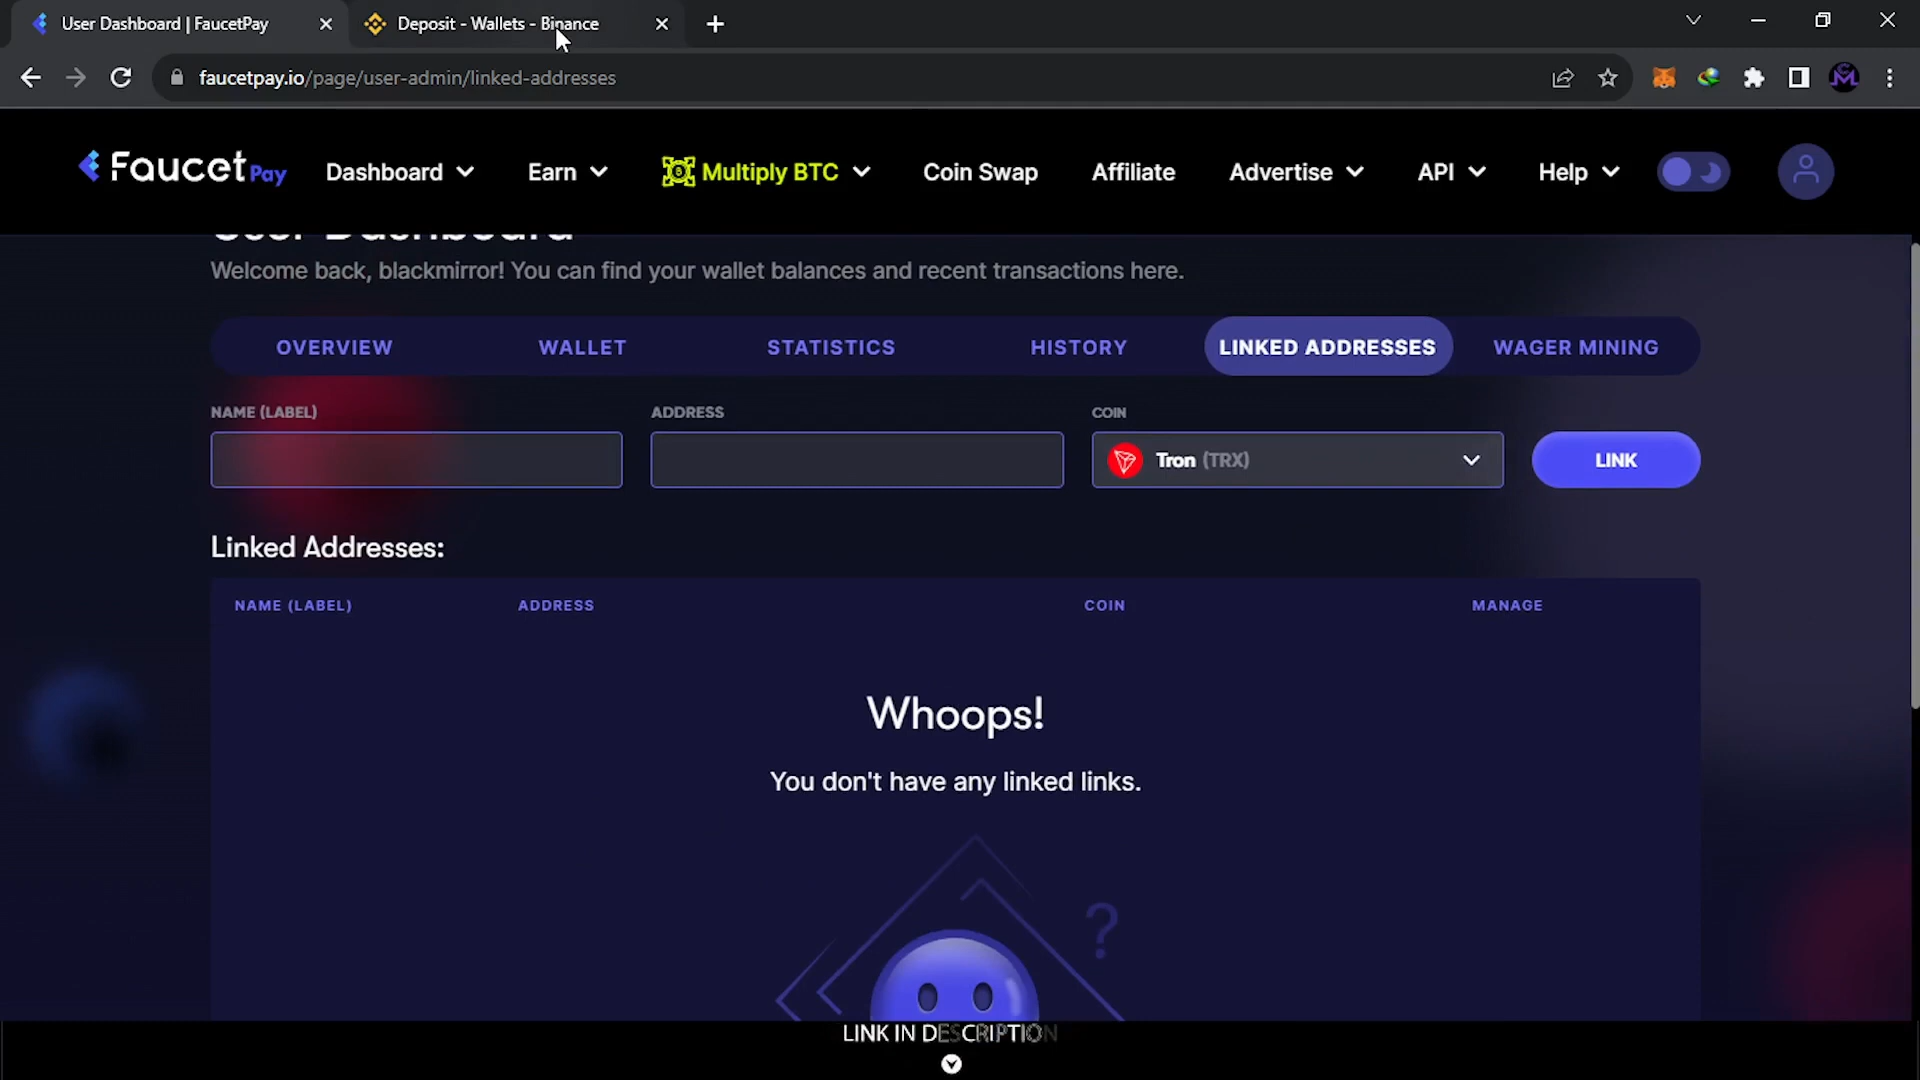 User Dashboard | FaucetPay
Deposit - Wallets - Binance
faucetpay.io/page/user-admin/linked-addresses
FaucetPay
Dashboard
Earn
Multiply BTC
Coin Swap
Affiliate
Advertise
API
Help
User Dashboard
Welcome back, blackmirror! You can find your wallet balances and recent transactions here.
OVERVIEW
WALLET
STATISTICS
HISTORY
LINKED ADDRESSES
WAGER MINING
NAME (LABEL)
ADDRESS
COIN
Tron (TRX)
LINK
Linked Addresses:
NAME (LABEL)
ADDRESS
COIN
MANAGE
Whoops!
You don't have any linked links.
?
LINK IN DESCRIPTION